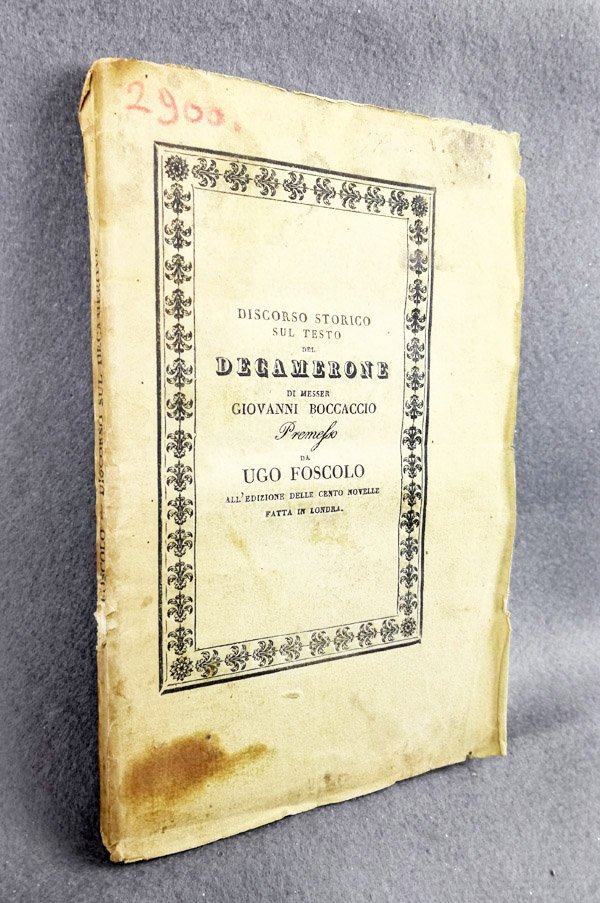 2900.
DISCORSO STORICO
SUL TESTO
DEL
DECAMERONE
DI MESSER
GIOVANNI BOCCACCIO
Premesso
DA
UGO FOSCOLO
ALL'EDIZIONE DELLE CENTO NOVELLE
FATTA IN LONDRA.
FOSCOLO — DISCORSO SUL DECAMERONE